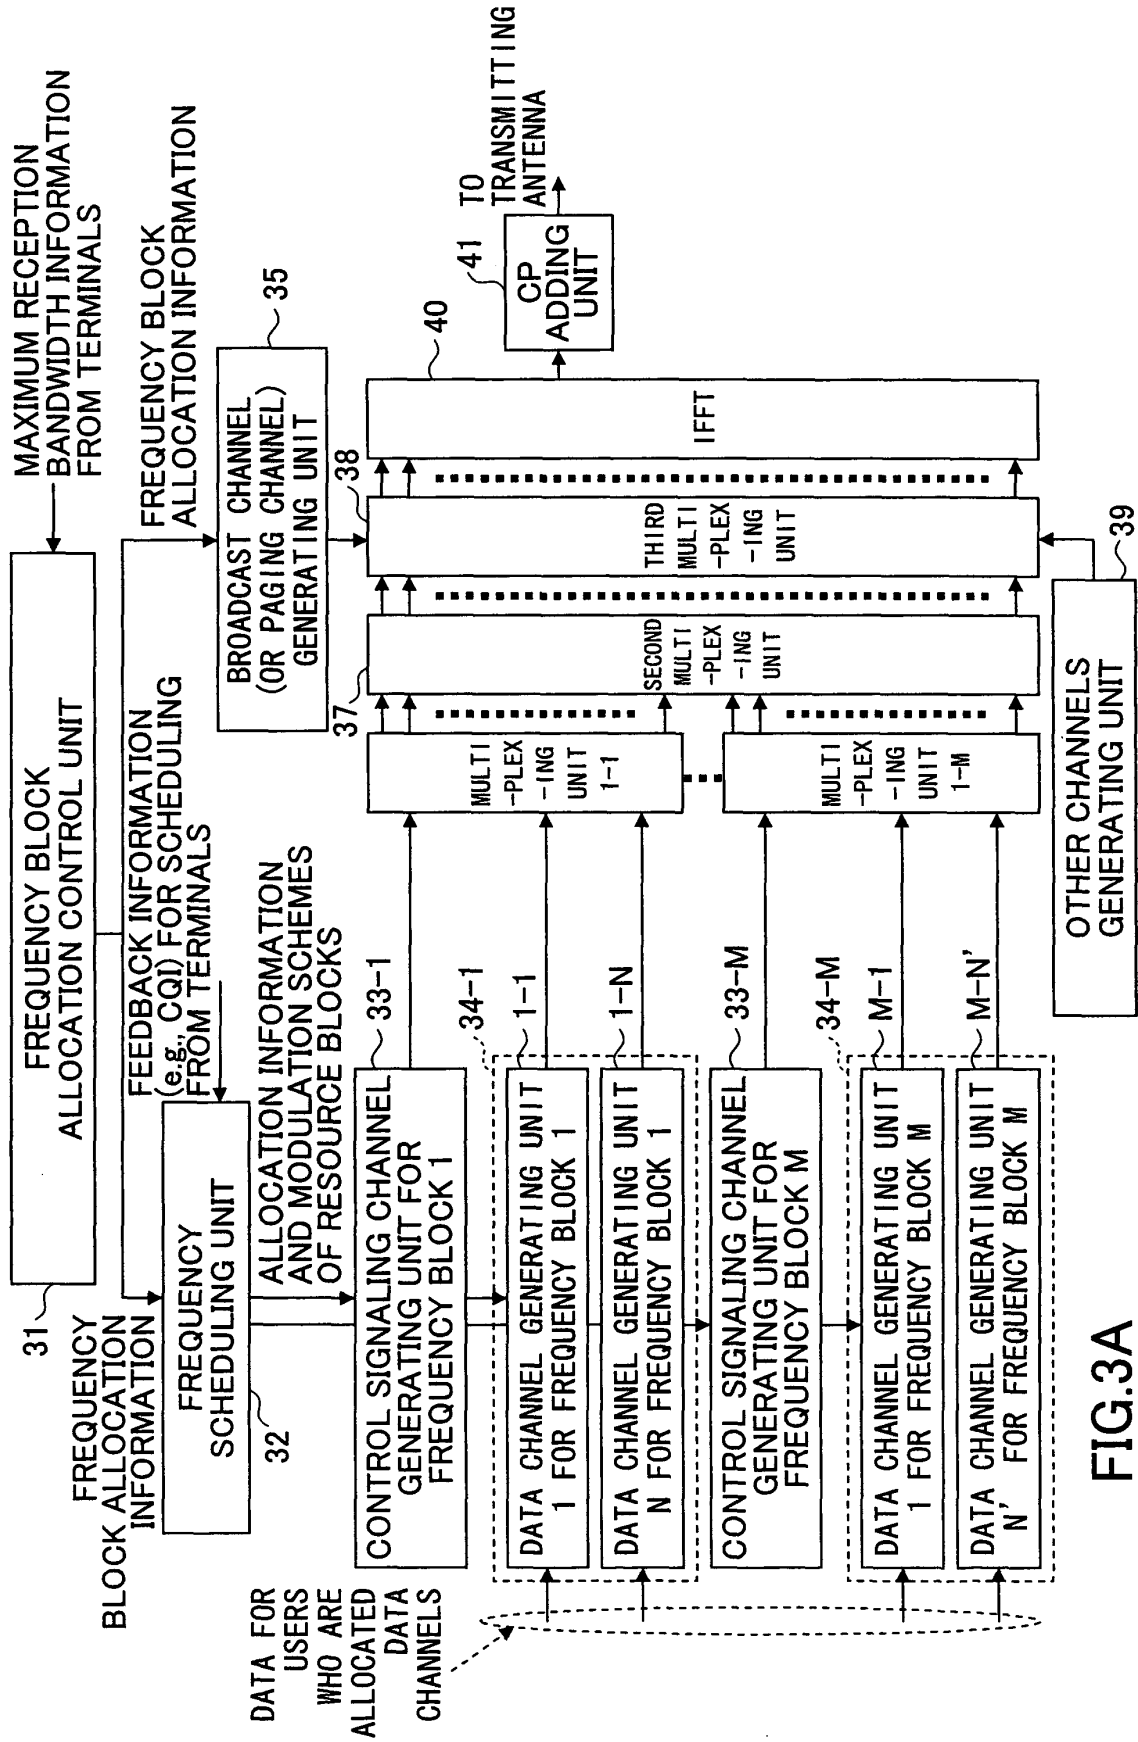 MAXIMUM RECEPTION
BANDWIDTH INFORMATION
FROM TERMINALS
FREQUENCY BLOCK
ALLOCATION CONTROL UNIT
31
FREQUENCY
BLOCK ALLOCATION
INFORMATION
FEEDBACK INFORMATION
(e.g., CQI) FOR SCHEDULING
FROM TERMINALS
FREQUENCY BLOCK
ALLOCATION INFORMATION
FREQUENCY
SCHEDULING UNIT
32
BROADCAST CHANNEL
(OR PAGING CHANNEL)
GENERATING UNIT
35
ALLOCATION INFORMATION
AND MODULATION SCHEMES
OF RESOURCE BLOCKS
DATA FOR
USERS
WHO ARE
ALLOCATED
DATA
CHANNELS
CONTROL SIGNALING CHANNEL
GENERATING UNIT FOR
FREQUENCY BLOCK 1
33-1
34-1
DATA CHANNEL GENERATING UNIT
1 FOR FREQUENCY BLOCK 1
1-1
DATA CHANNEL GENERATING UNIT
N FOR FREQUENCY BLOCK 1
1-N
CONTROL SIGNALING CHANNEL
GENERATING UNIT FOR
FREQUENCY BLOCK M
33-M
34-M
DATA CHANNEL GENERATING UNIT
1 FOR FREQUENCY BLOCK M
M-1
DATA CHANNEL GENERATING UNIT
N' FOR FREQUENCY BLOCK M
M-N'
MULTI
-PLEX
-ING
UNIT
1-1
MULTI
-PLEX
-ING
UNIT
1-M
37
SECOND
MULTI
-PLEX
-ING
UNIT
38
THIRD
MULTI
-PLEX
-ING
UNIT
40
IFFT
41
CP
ADDING
UNIT
TO
TRANSMITTING
ANTENNA
OTHER CHANNELS
GENERATING UNIT
39
FIG.3A